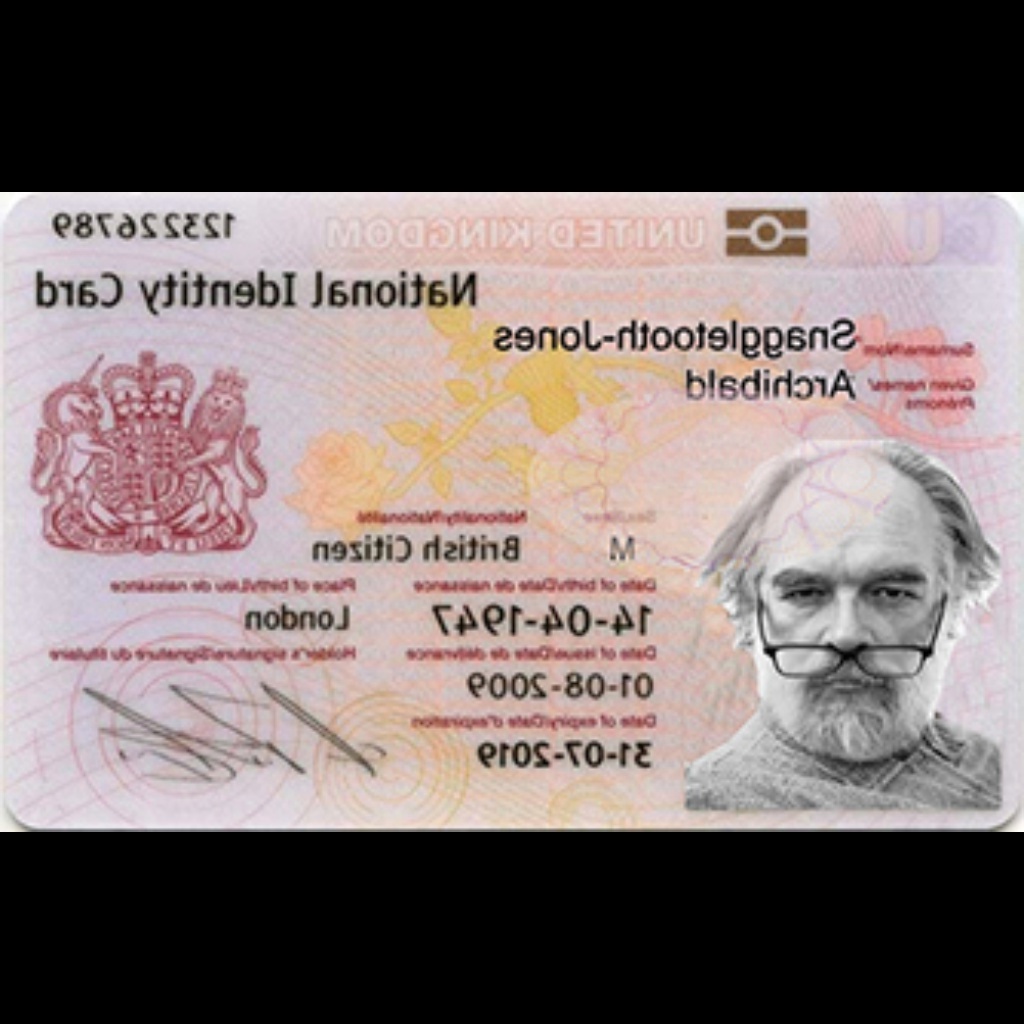 UK
UNITED KINGDOM
123226789
National Identity Card
Surname/Nom
Snaggletooth-Jones
Given names/
Prénoms
Archibald
Sex/Sexe
M
Nationality/Nationalité
British Citizen
Date of birth/Date de naissance
14-04-1947
Place of birth/Lieu de naissance
London
Date of issue/Date de délivrance
01-08-2009
Holder's signature/Signature du titulaire
Date of expiry/Date d'expiration
31-07-2019